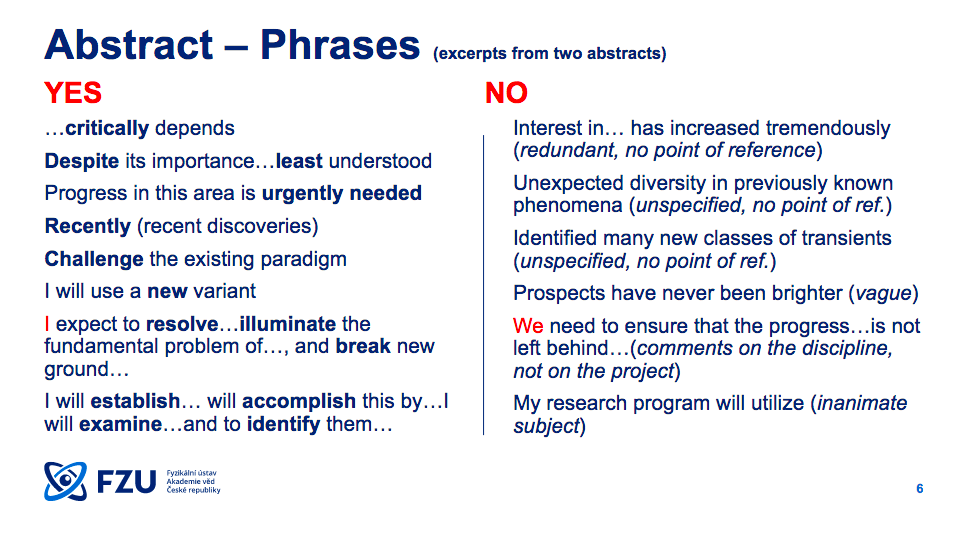 Abstract – Phrases (excerpts from two abstracts)
YES
…critically depends
Despite its importance…least understood
Progress in this area is urgently needed
Recently (recent discoveries)
Challenge the existing paradigm
I will use a new variant
I expect to resolve…illuminate the
fundamental problem of…, and break new
ground…
I will establish… will accomplish this by…I
will examine…and to identify them…
NO
Interest in… has increased tremendously
(redundant, no point of reference)
Unexpected diversity in previously known
phenomena (unspecified, no point of ref.)
Identified many new classes of transients
(unspecified, no point of ref.)
Prospects have never been brighter (vague)
We need to ensure that the progress…is not
left behind…(comments on the discipline,
not on the project)
My research program will utilize (inanimate
subject)
FZU
Fyzikální ústav
Akademie věd
České republiky
6